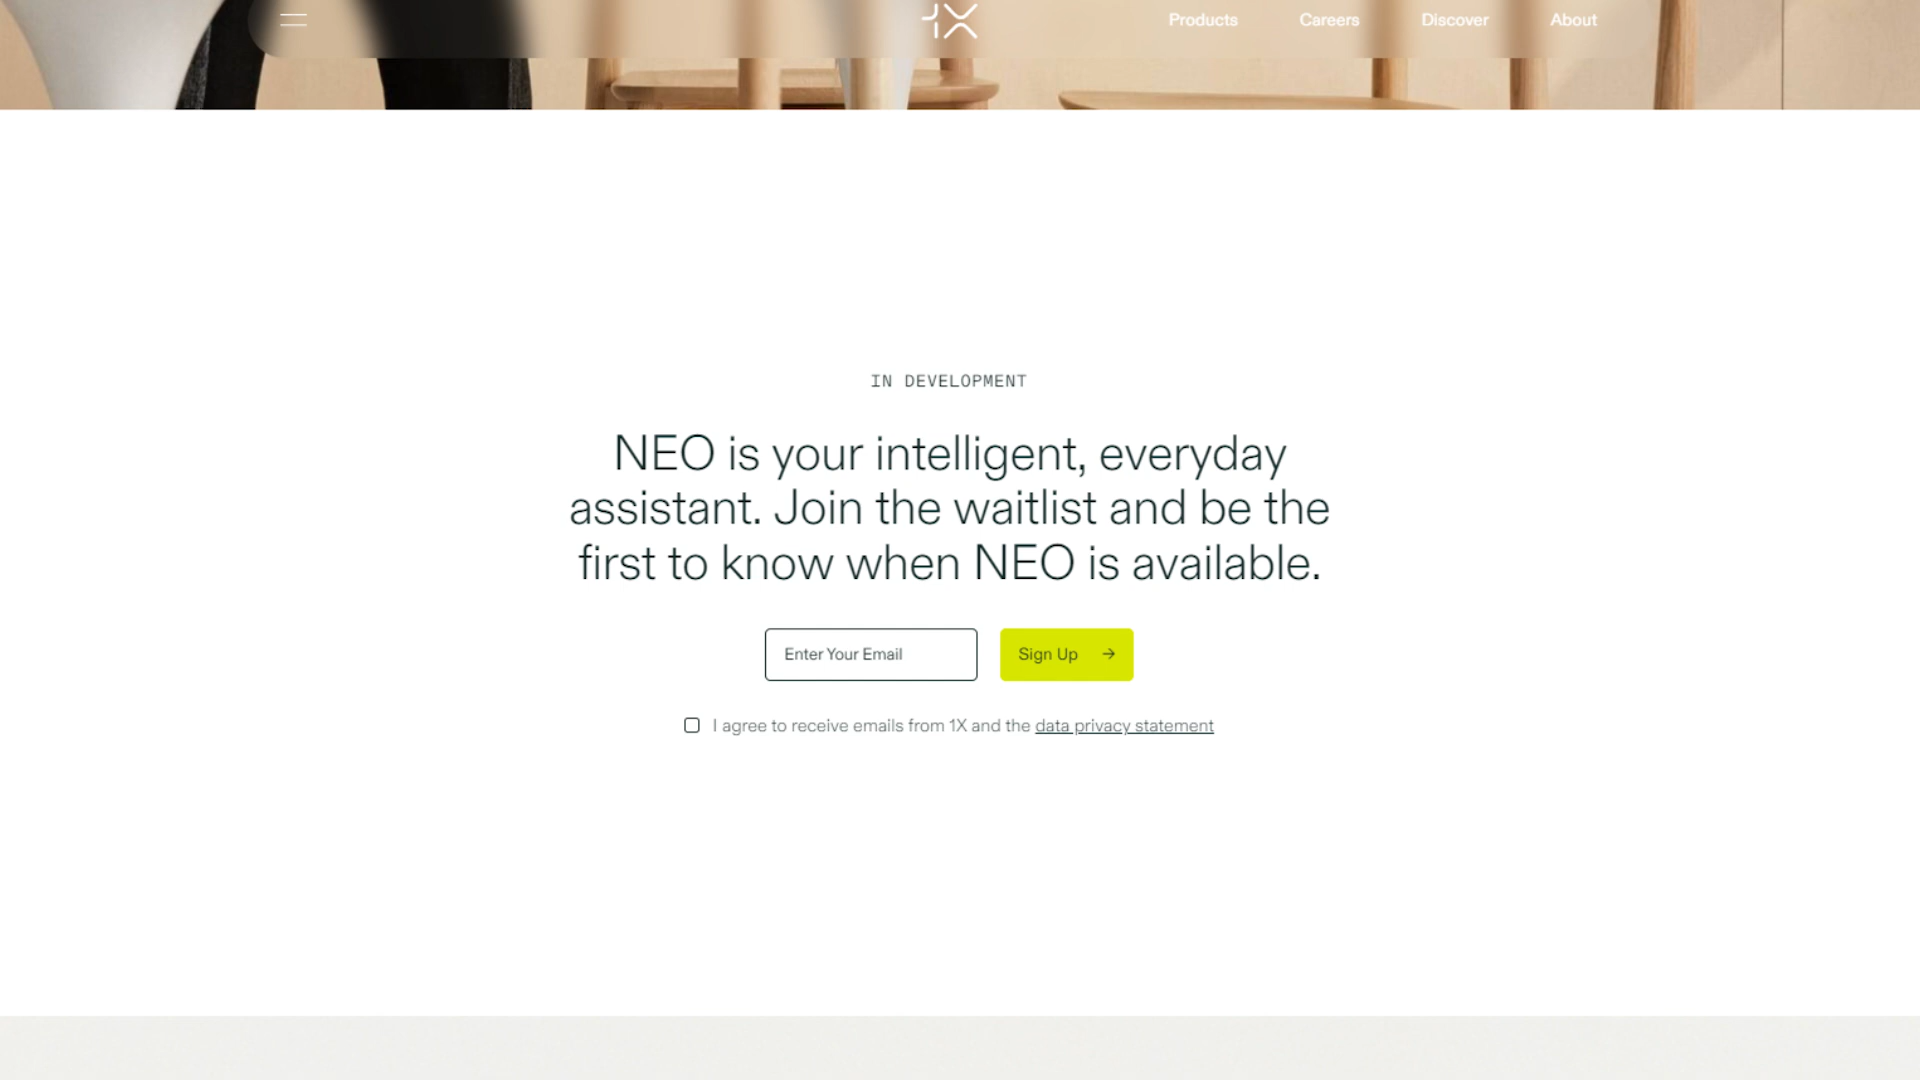 1X
Products Careers Discover About
IN DEVELOPMENT
NEO is your intelligent, everyday
assistant. Join the waitlist and be the
first to know when NEO is available.
Enter Your Email
Sign Up →
I agree to receive emails from 1X and the data privacy statement